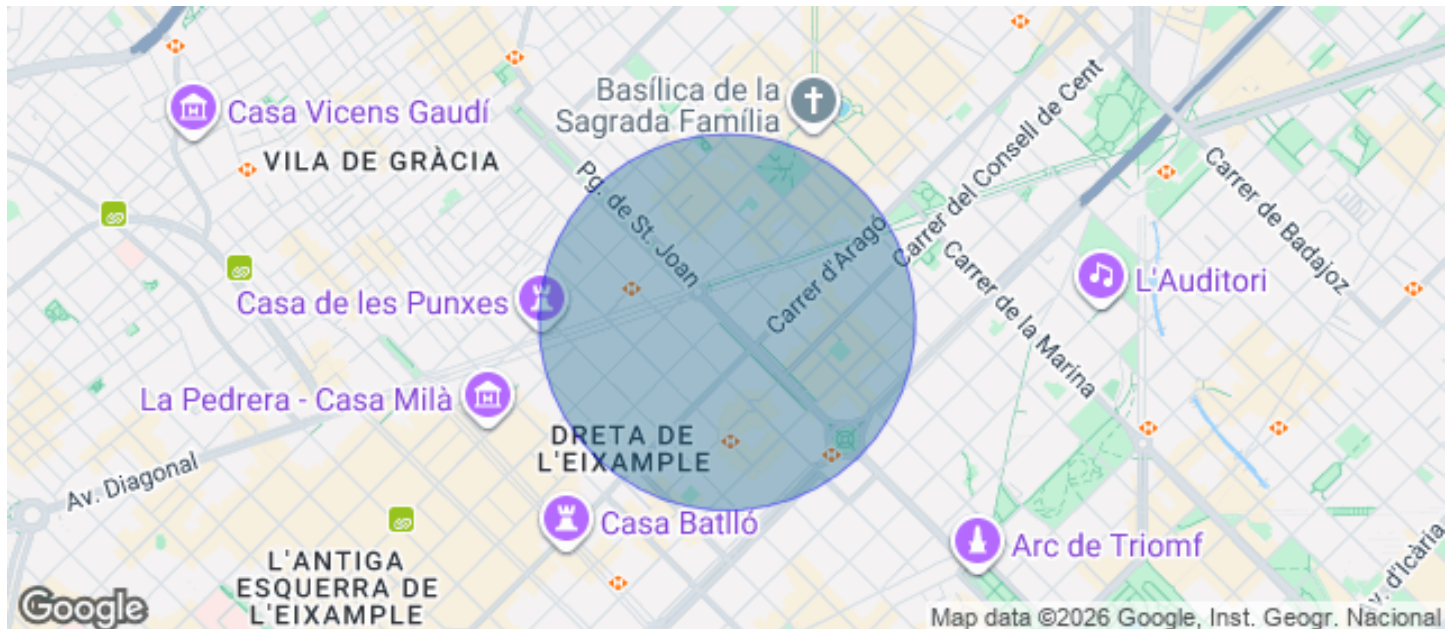 Basílica de la
Sagrada Família
Casa Vicens Gaudí
VILA DE GRÀCIA
Pg. de St. Joan
Carrer del Consell de Cent
Carrer de Badajoz
Carrer d'Aragó
Casa de les Punxes
L'Auditori
Carrer de la Marina
La Pedrera - Casa Milà
DRETA DE
L'EIXAMPLE
Av. Diagonal
Casa Batlló
Arc de Triomf
L'ANTIGA
ESQUERRA DE
L'EIXAMPLE
Av. d'Icària
Google
Map data ©2026 Google, Inst. Geogr. Nacional